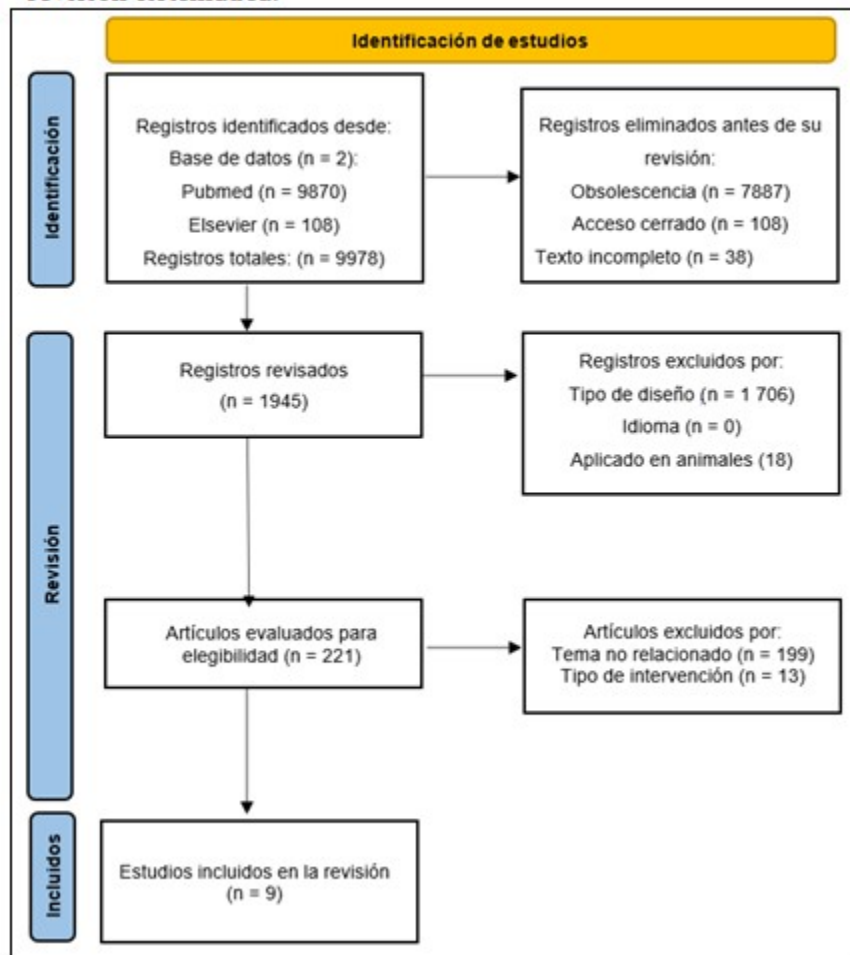 Identificación de estudios
Identificación
Registros identificados desde:
Base de datos (n = 2):
Pubmed (n = 9870)
Elsevier (n = 108)
Registros totales: (n = 9978)
Registros eliminados antes de su
revisión:
Obsolescencia (n = 7887)
Acceso cerrado (n = 108)
Texto incompleto (n = 38)
Revisión
Registros revisados
(n = 1945)
Registros excluidos por:
Tipo de diseño (n = 1 706)
Idioma (n = 0)
Aplicado en animales (18)
Artículos evaluados para
elegibilidad (n = 221)
Artículos excluidos por:
Tema no relacionado (n = 199)
Tipo de intervención (n = 13)
Incluidos
Estudios incluidos en la revisión
(n = 9)